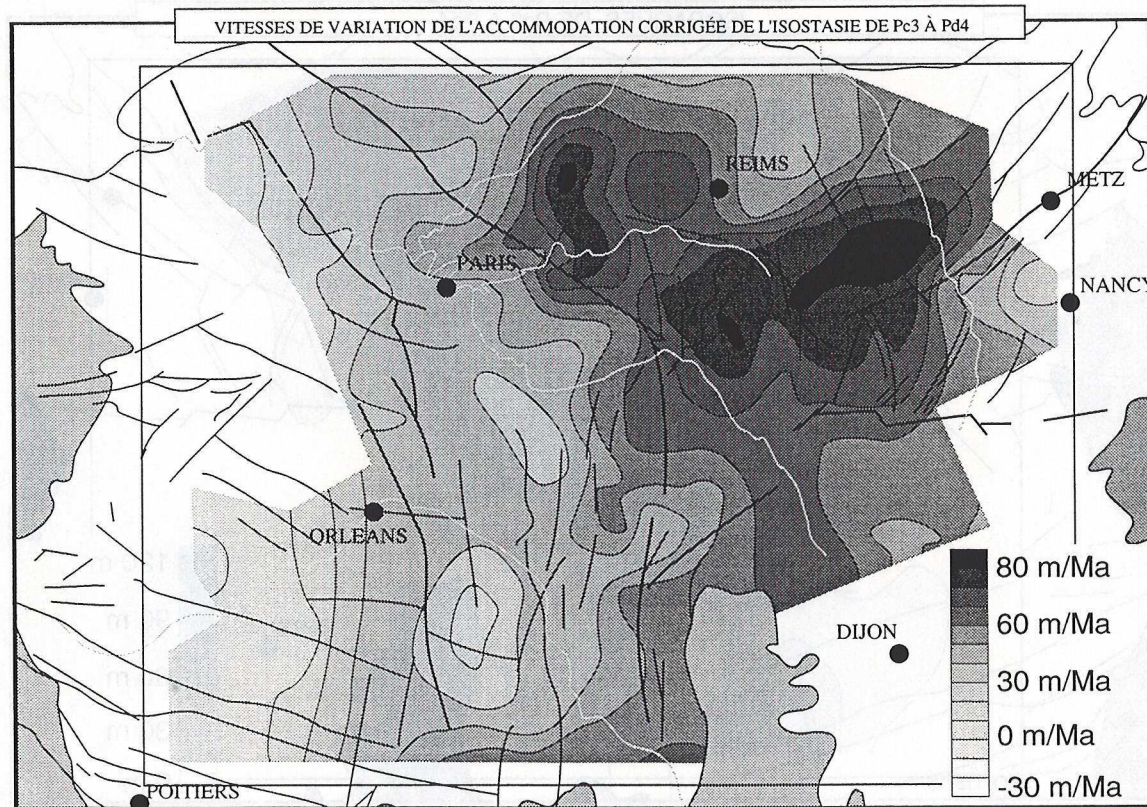 VITESSES DE VARIATION DE L'ACCOMMODATION CORRIGÉE DE L'ISOSTASIE DE Pc3 À Pd4
REIMS
METZ
PARIS
NANCY
ORLEANS
DIJON
POITIERS
80 m/Ma
60 m/Ma
30 m/Ma
0 m/Ma
-30 m/Ma